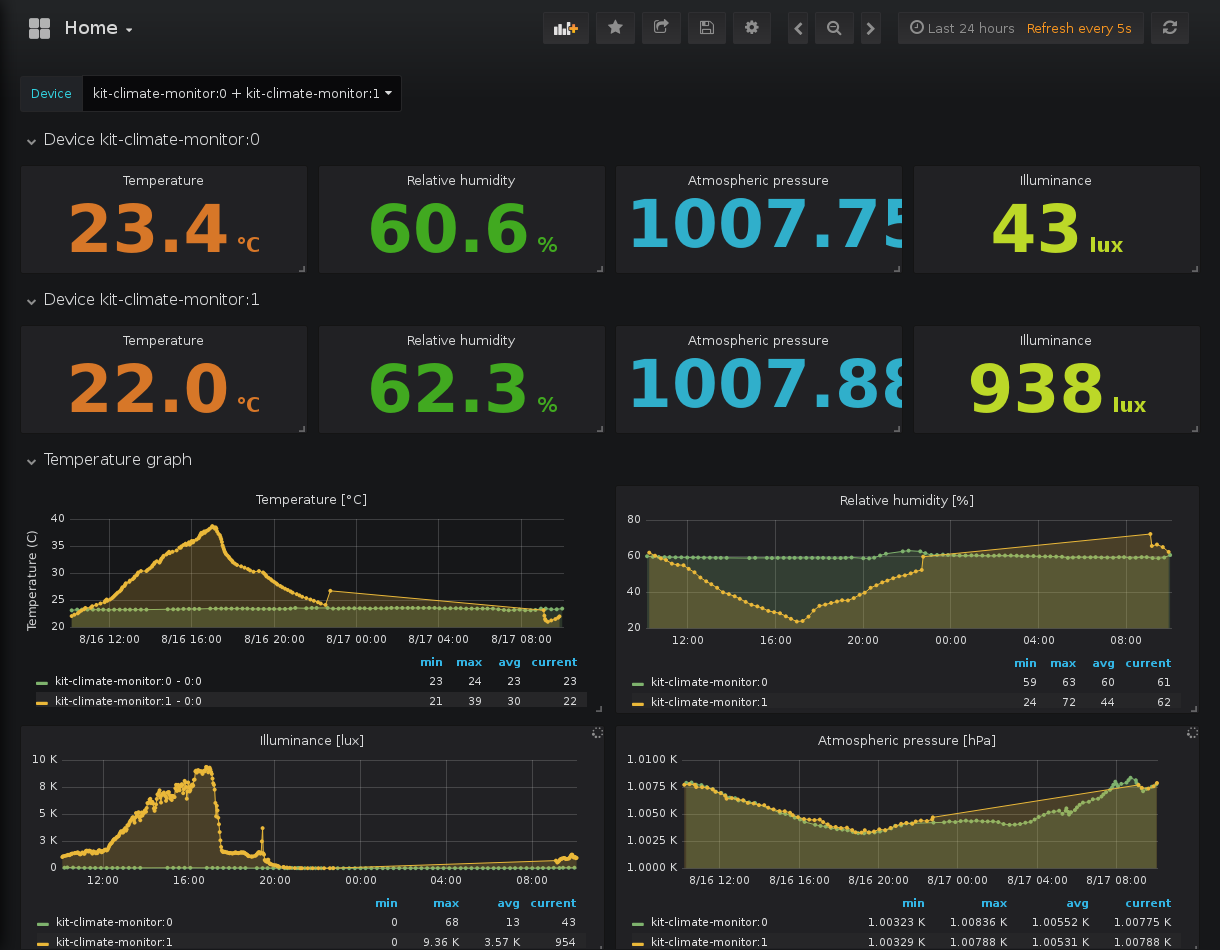 Home
Last 24 hours Refresh every 5s
Device kit-climate-monitor:0 + kit-climate-monitor:1
Device kit-climate-monitor:0
Temperature Relative humidity Atmospheric pressure Illuminance
23.4 °C 60.6 % 1007.75 43 lux
Device kit-climate-monitor:1
Temperature Relative humidity Atmospheric pressure Illuminance
22.0 °C 62.3 % 1007.88 938 lux
Temperature graph
Temperature [°C]
Temperature (C)
40
35
30
25
20
8/16 12:00 8/16 16:00 8/16 20:00 8/17 00:00 8/17 04:00 8/17 08:00
min max avg current
kit-climate-monitor:0 - 0:0 23 24 23 23
kit-climate-monitor:1 - 0:0 21 39 30 22
Relative humidity [%]
80
60
40
20
12:00 16:00 20:00 00:00 04:00 08:00
min max avg current
kit-climate-monitor:0 59 63 60 61
kit-climate-monitor:1 24 72 44 62
Illuminance [lux]
10 K
8 K
5 K
3 K
0
12:00 16:00 20:00 00:00 04:00 08:00
min max avg current
kit-climate-monitor:0 0 68 13 43
kit-climate-monitor:1 0 9.36 K 3.57 K 954
Atmospheric pressure [hPa]
1.0100 K
1.0075 K
1.0050 K
1.0025 K
1.0000 K
8/16 12:00 8/16 16:00 8/16 20:00 8/17 00:00 8/17 04:00 8/17 08:00
min max avg current
kit-climate-monitor:0 1.00323 K 1.00836 K 1.00552 K 1.00775 K
kit-climate-monitor:1 1.00329 K 1.00788 K 1.00531 K 1.00788 K